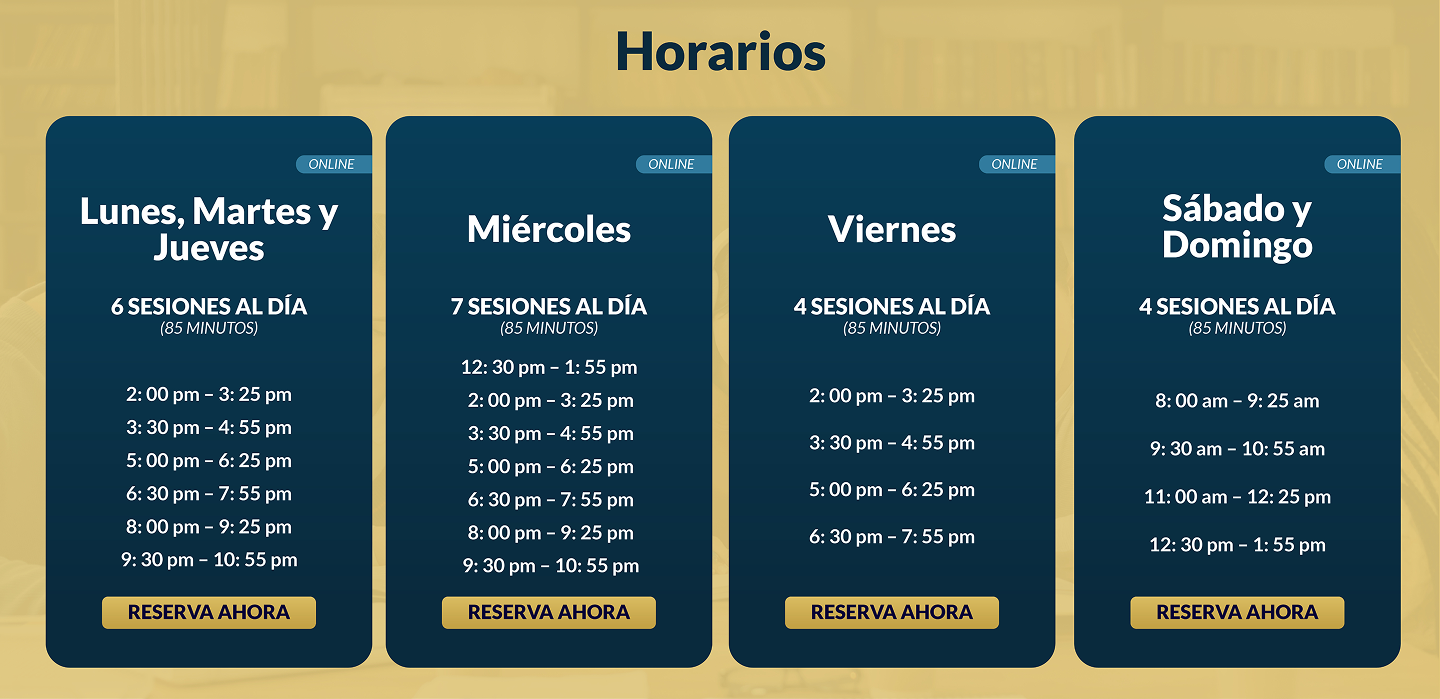 Horarios
ONLINE
Lunes, Martes y
Jueves
6 SESIONES AL DÍA
(85 MINUTOS)
2: 00 pm – 3: 25 pm
3: 30 pm – 4: 55 pm
5: 00 pm – 6: 25 pm
6: 30 pm – 7: 55 pm
8: 00 pm – 9: 25 pm
9: 30 pm – 10: 55 pm
RESERVA AHORA
ONLINE
Miércoles
7 SESIONES AL DÍA
(85 MINUTOS)
12: 30 pm – 1: 55 pm
2: 00 pm – 3: 25 pm
3: 30 pm – 4: 55 pm
5: 00 pm – 6: 25 pm
6: 30 pm – 7: 55 pm
8: 00 pm – 9: 25 pm
9: 30 pm – 10: 55 pm
RESERVA AHORA
ONLINE
Viernes
4 SESIONES AL DÍA
(85 MINUTOS)
2: 00 pm – 3: 25 pm
3: 30 pm – 4: 55 pm
5: 00 pm – 6: 25 pm
6: 30 pm – 7: 55 pm
RESERVA AHORA
ONLINE
Sábado y
Domingo
4 SESIONES AL DÍA
(85 MINUTOS)
8: 00 am – 9: 25 am
9: 30 am – 10: 55 am
11: 00 am – 12: 25 pm
12: 30 pm – 1: 55 pm
RESERVA AHORA